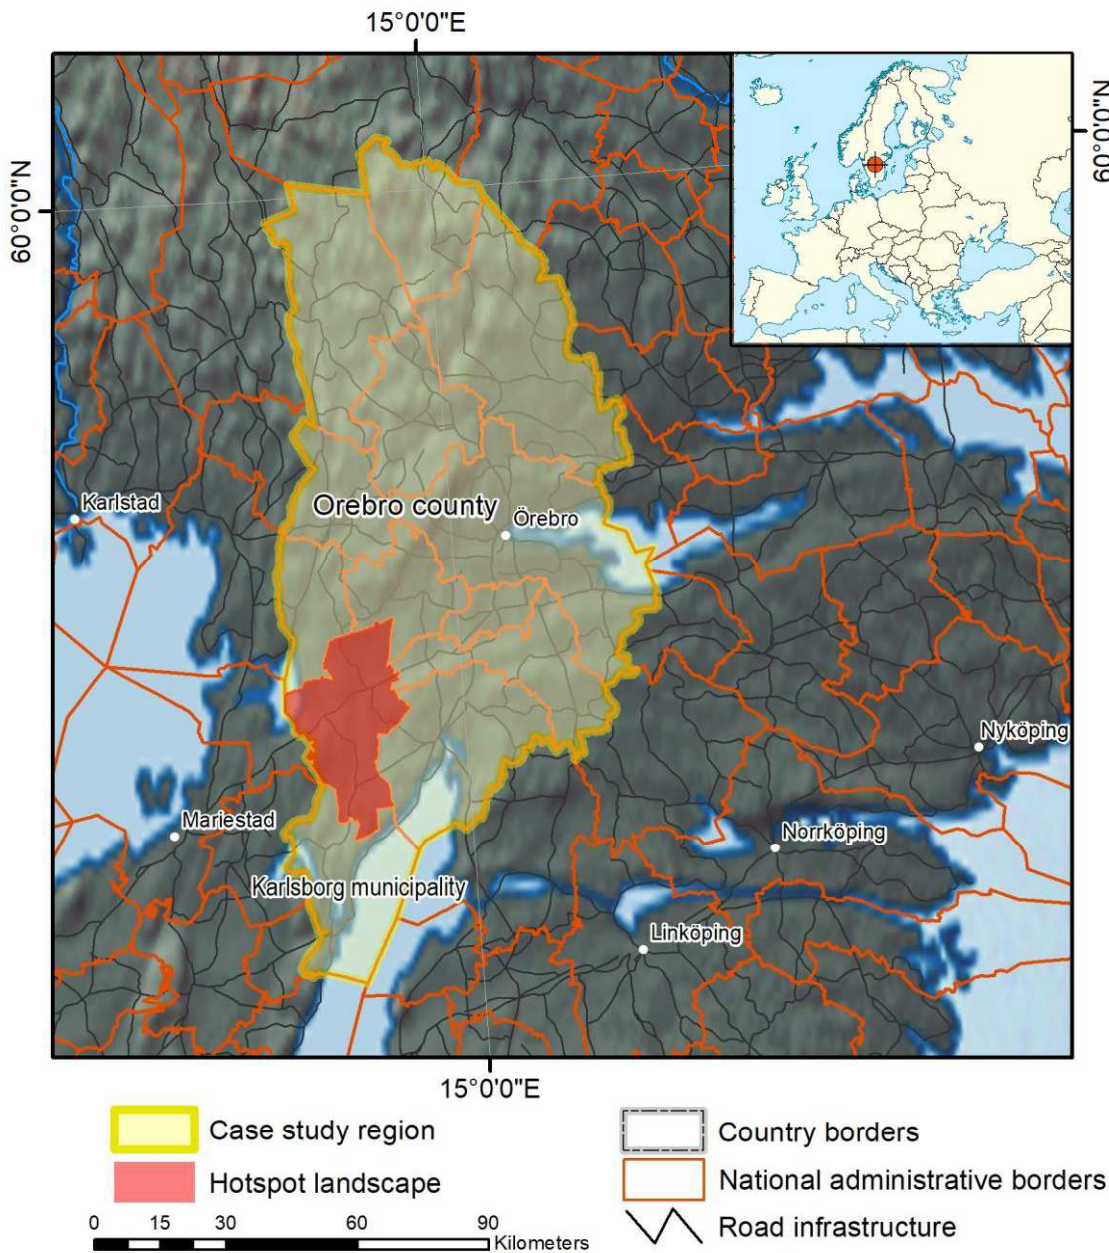 15°0'0"E
60°0'0"N
60°0'0"N
Karlstad
Orebro county
Örebro
Nyköping
Mariestad
Norrköping
Karlsborg municipality
Linköping
15°0'0"E
Case study region
Country borders
Hotspot landscape
National administrative borders
0 15 30 60 90
Kilometers
Road infrastructure